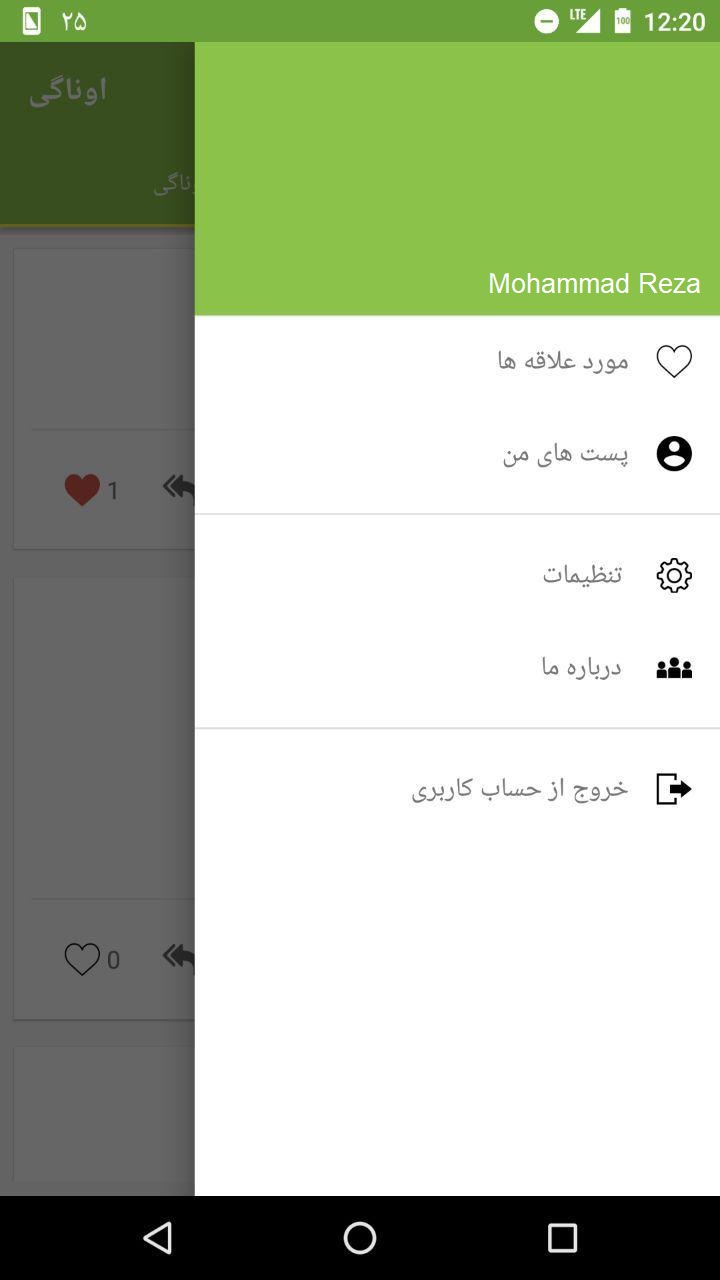 ۲۵ LTE 100 12:20
اوناگی
وناگی
Mohammad Reza
مورد علاقه ها
پست های من
1
تنظیمات
درباره ما
خروج از حساب کاربری
0